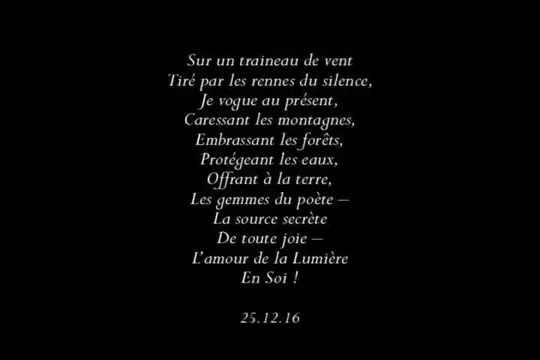 Sur un traineau de vent
Tiré par les rennes du silence,
Je vogue au présent,
Caressant les montagnes,
Embrassant les forêts,
Protégeant les eaux,
Offrant à la terre,
Les gemmes du poète —
La source secrète
De toute joie —
L'amour de la Lumière
En Soi !
25.12.16